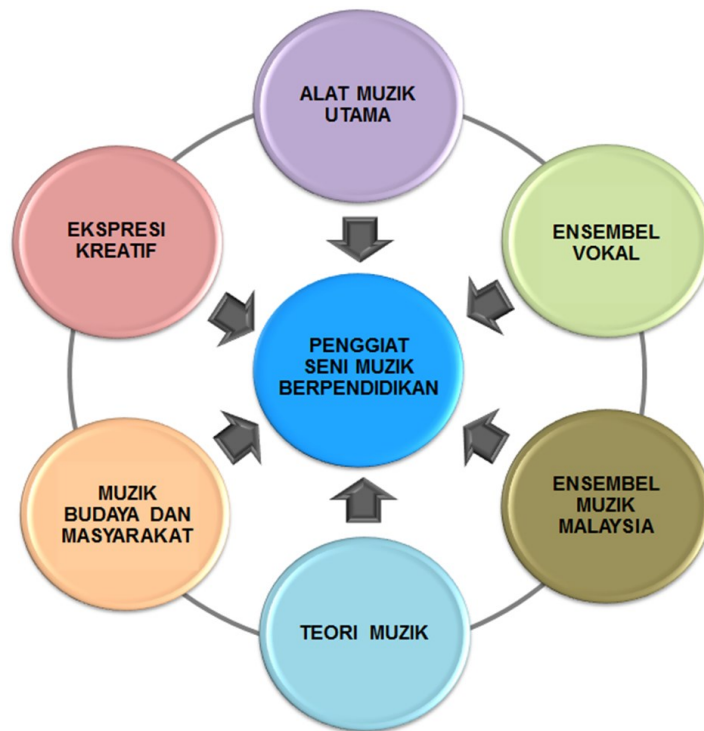 ALAT MUZIK
UTAMA
EKSPRESI
KREATIF
ENSEMBEL
VOKAL
PENGGIAT
SENI MUZIK
BERPENDIDIKAN
MUZIK
BUDAYA DAN
MASYARAKAT
ENSEMBEL
MUZIK
MALAYSIA
TEORI MUZIK